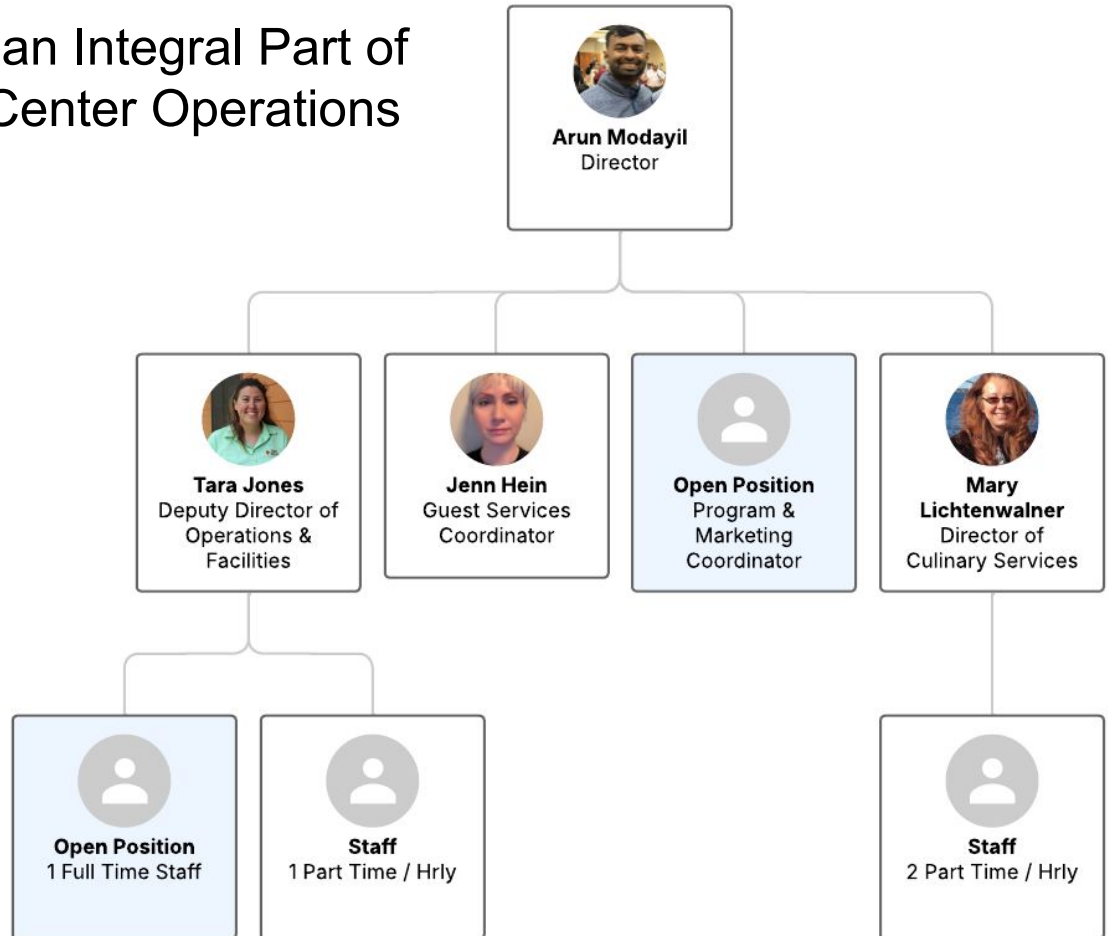 an Integral Part of
Center Operations
Arun Modayil
Director
Tara Jones
Deputy Director of
Operations &
Facilities
Jenn Hein
Guest Services
Coordinator
Open Position
Program &
Marketing
Coordinator
Mary
Lichtenwalner
Director of
Culinary Services
Open Position
1 Full Time Staff
Staff
1 Part Time / Hrly
Staff
2 Part Time / Hrly